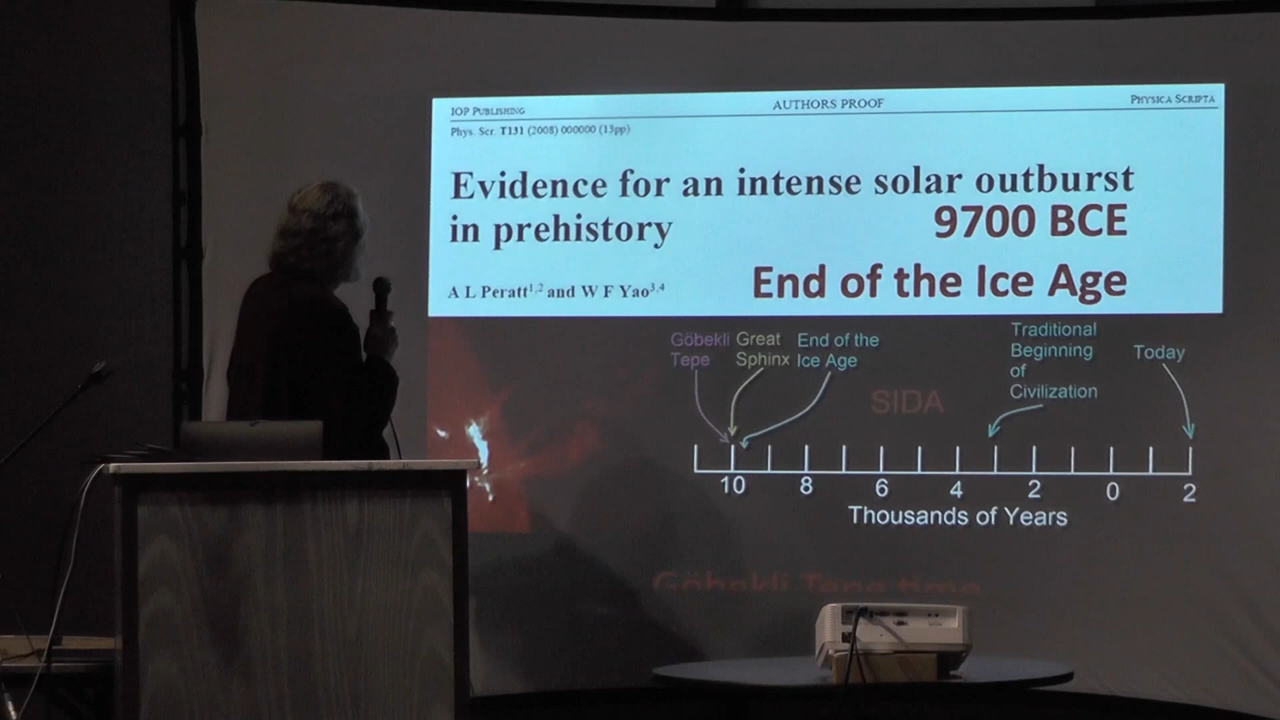 IOP PUBLISHING AUTHORS PROOF PHYSICA SCRIPTA
Phys. Scr. T131 (2008) 000000 (13pp)
Evidence for an intense solar outburst
in prehistory
9700 BCE
A L Peratt1,2 and W F Yao3,4
End of the Ice Age
Göbekli
Tepe
Great
Sphinx
End of the
Ice Age
SIDA
Traditional
Beginning
of
Civilization
Today
10 8 6 4 2 0 2
Thousands of Years
Göbekli Tepe time